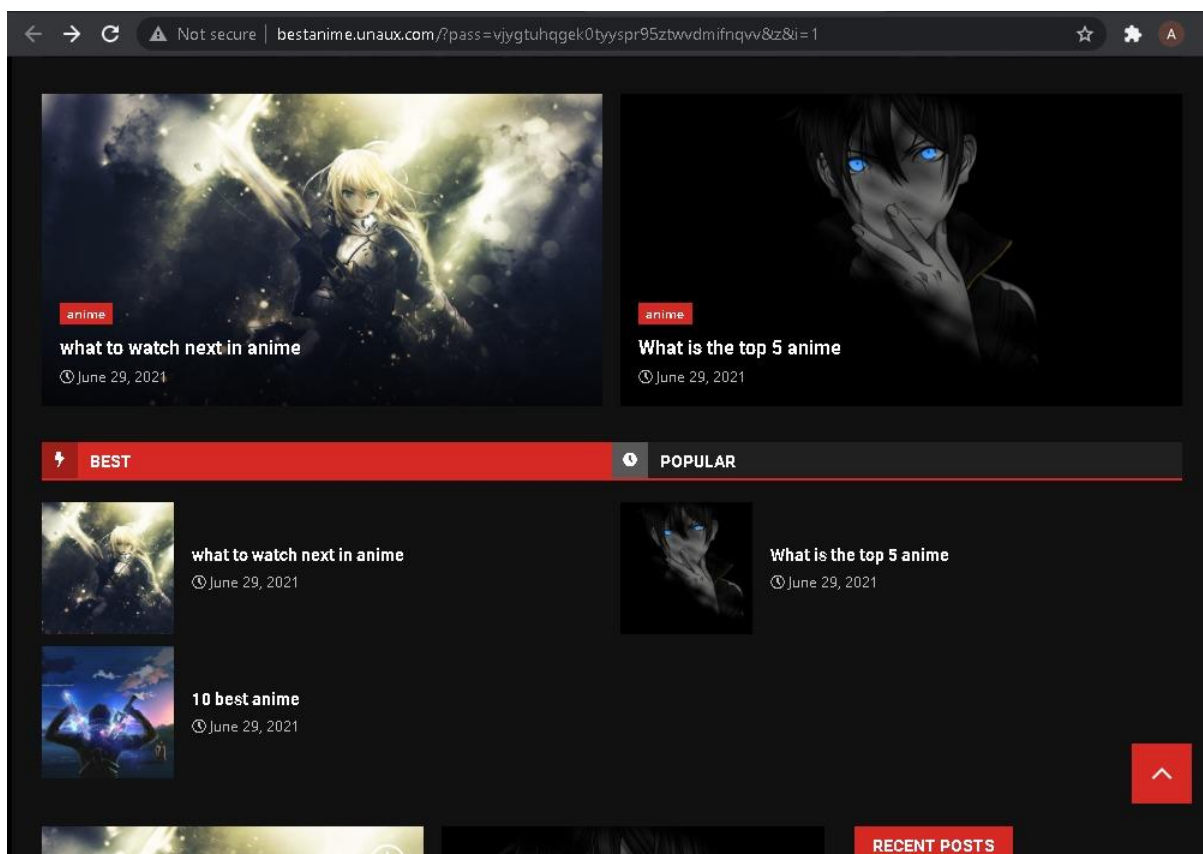 Not secure | bestanime.unaux.com/?pass=vjygtuhqgek0tyyspr95ztwvdmifnqvv&z&i=1
A
anime
what to watch next in anime
June 29, 2021
anime
What is the top 5 anime
June 29, 2021
BEST
POPULAR
what to watch next in anime
June 29, 2021
What is the top 5 anime
June 29, 2021
10 best anime
June 29, 2021
RECENT POSTS